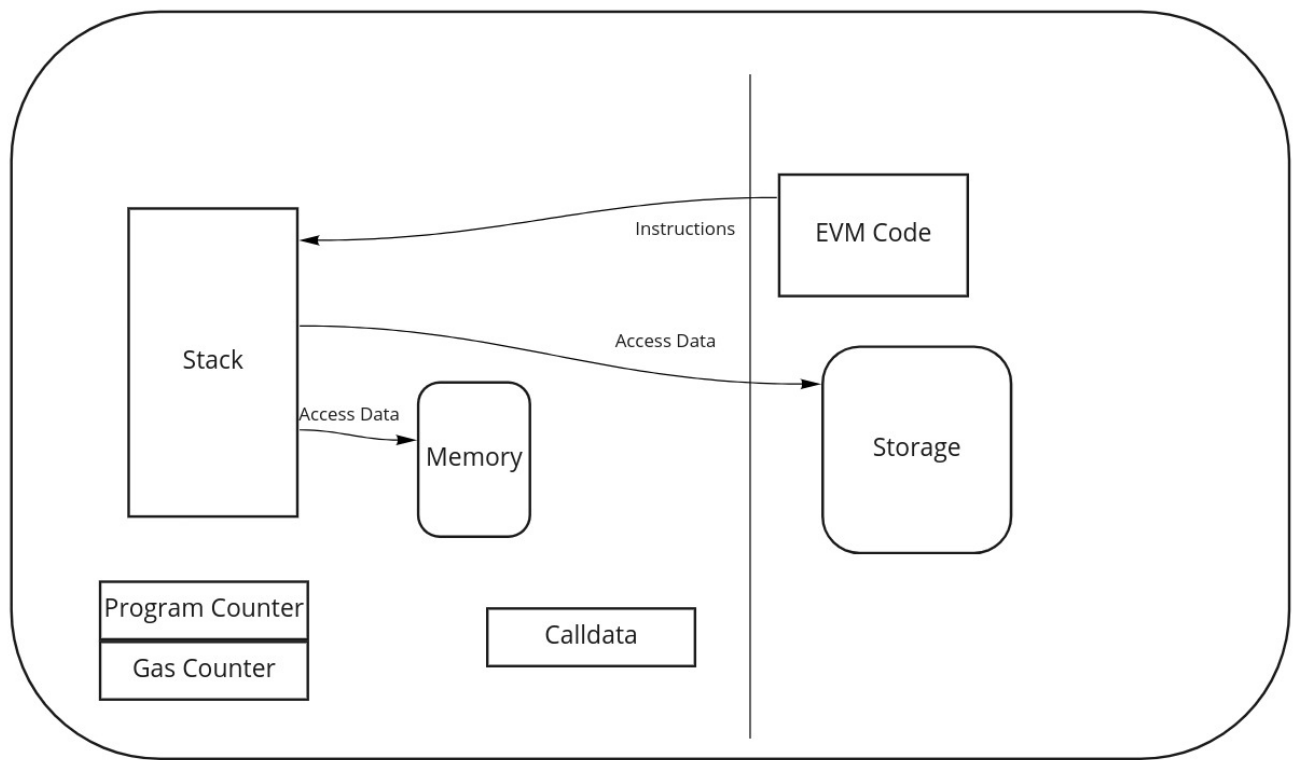 EVM Code
Instructions
Access Data
Stack
Access Data
Memory
Storage
Program Counter
Gas Counter
Calldata